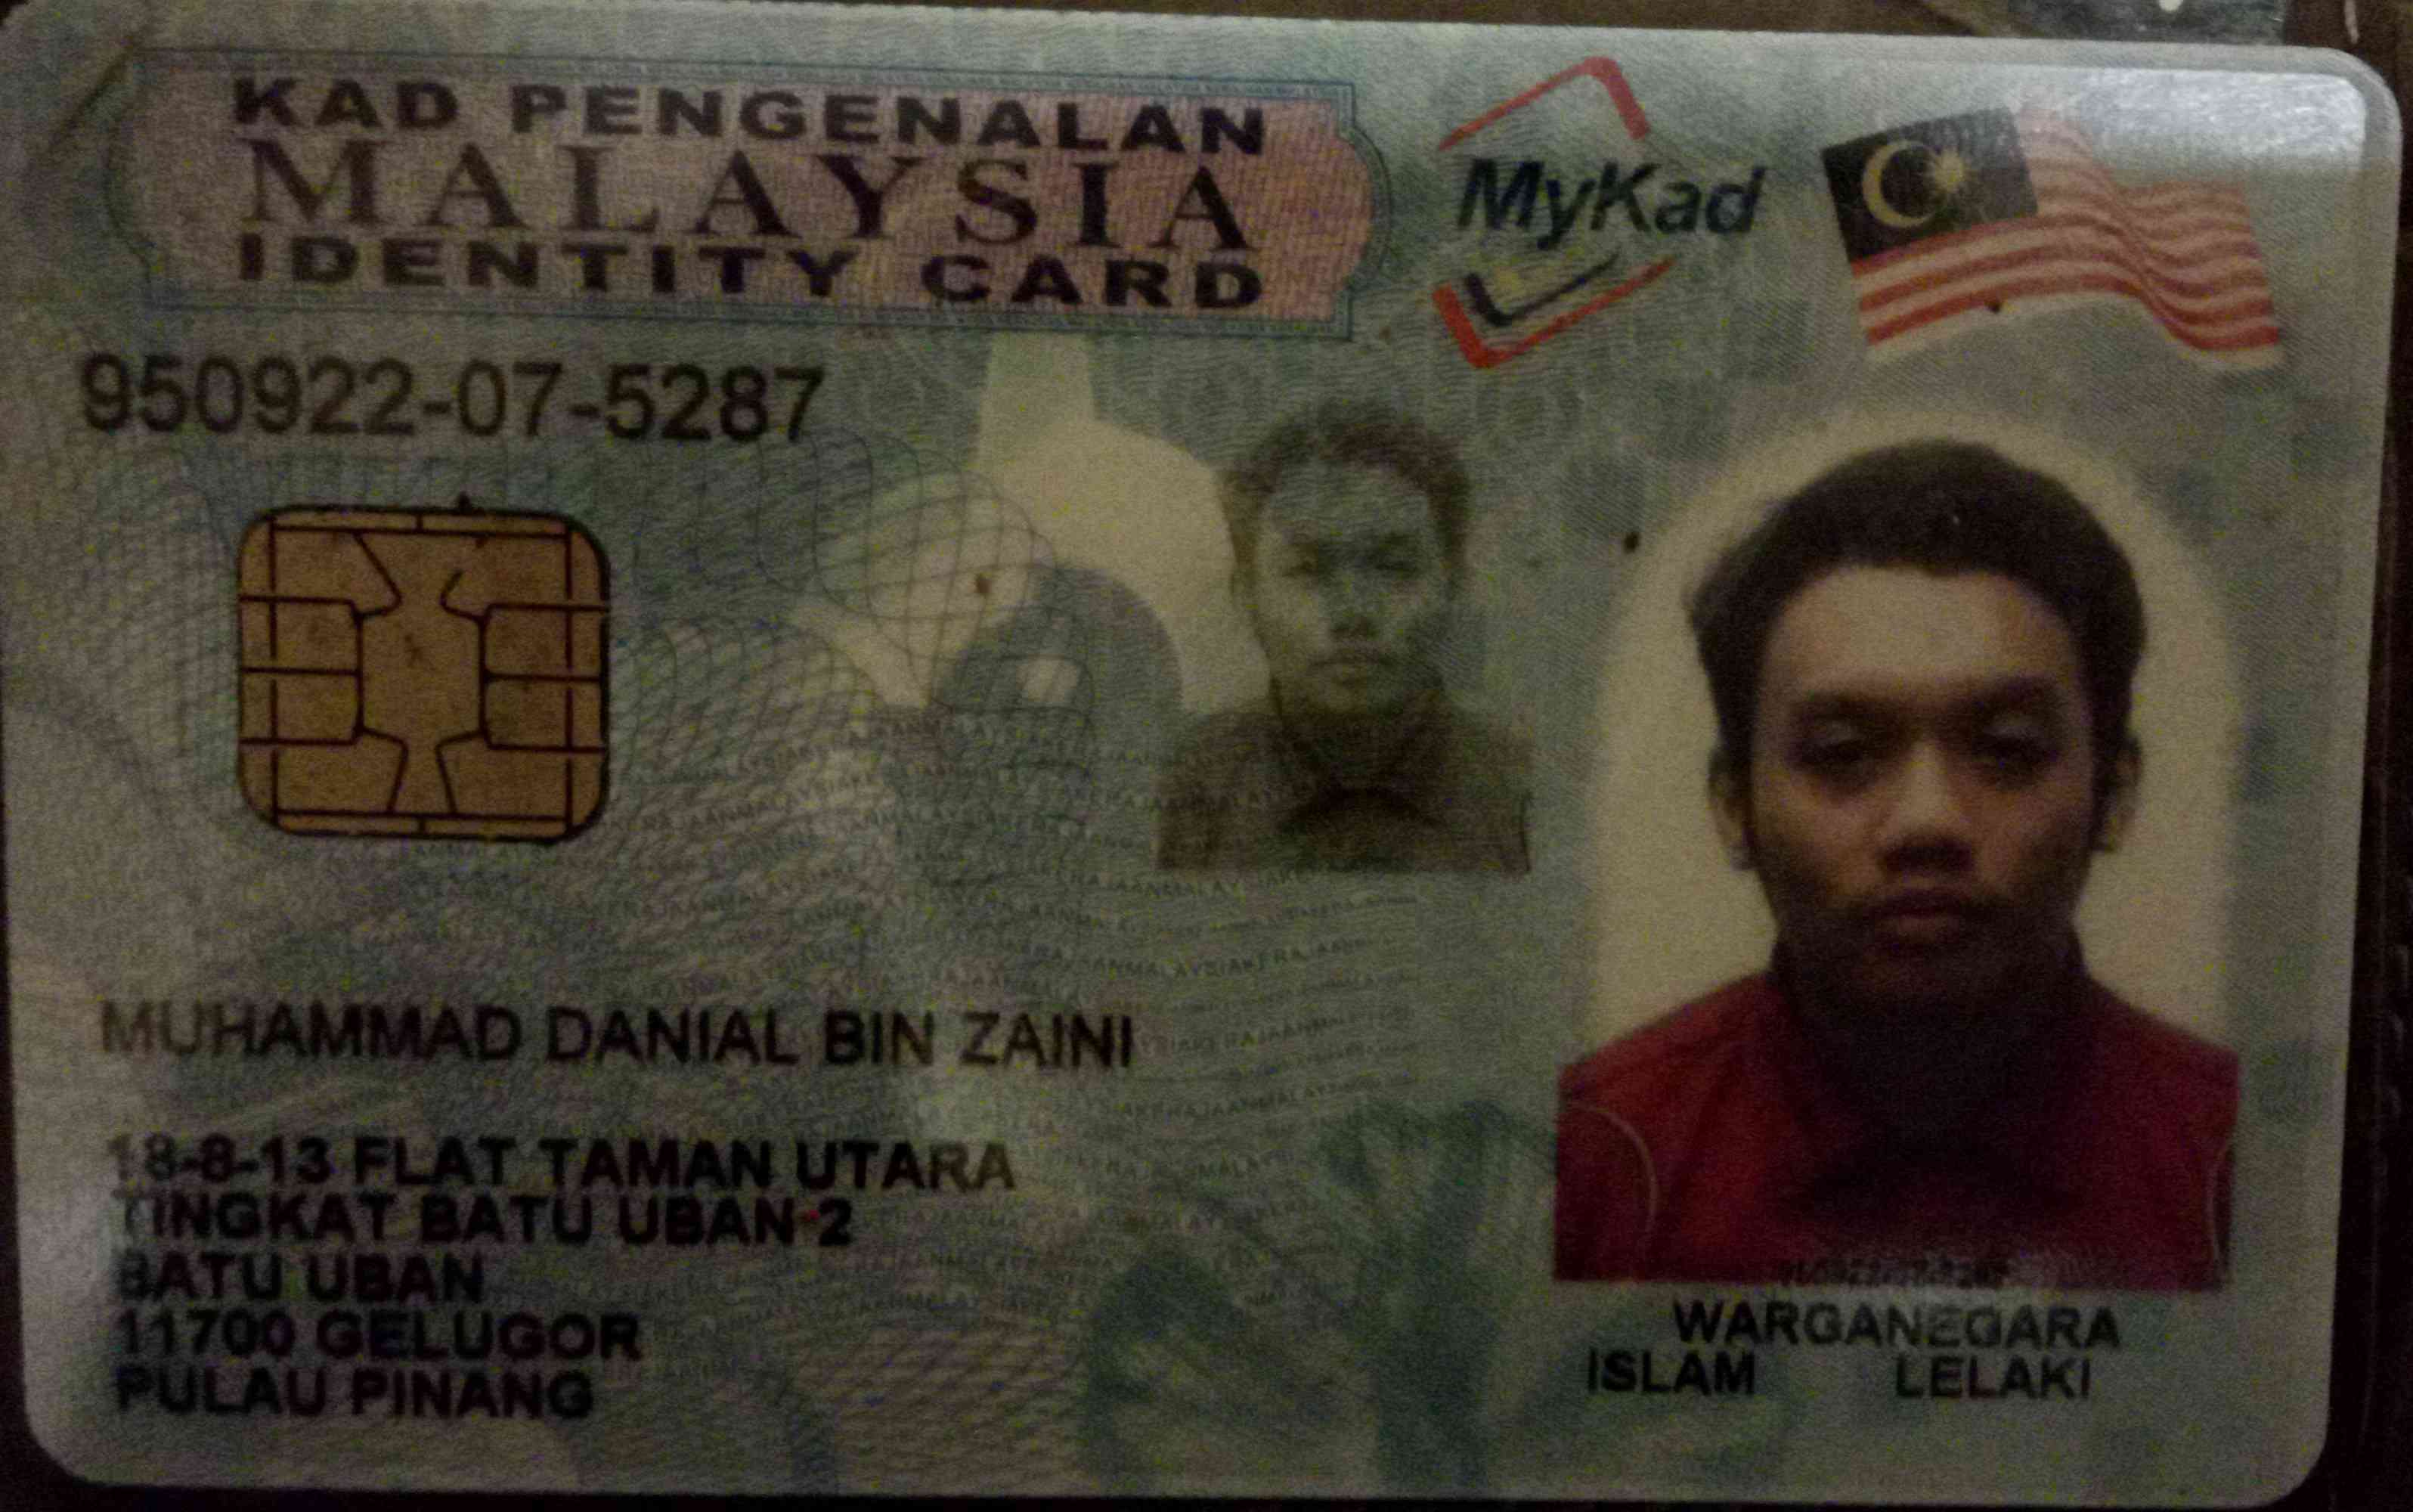 KAD PENGENALAN
MALAYSIA
IDENTITY CARD
MyKad
950922-07-5287
MUHAMMAD DANIAL BIN ZAINI
18-8-13 FLAT TAMAN UTARA
TINGKAT BATU UBAN 2
BATU UBAN
11700 GELUGOR
PULAU PINANG
WARGANEGARA
ISLAM LELAKI